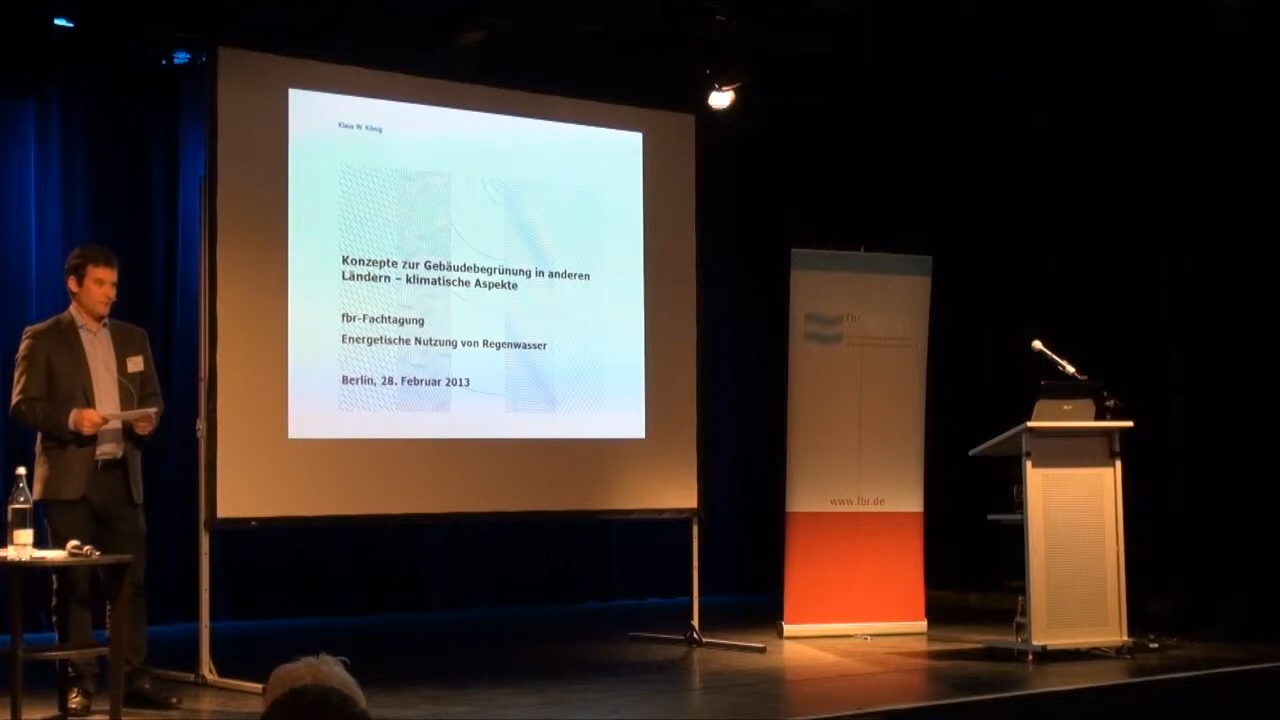 Klaus W. König
Konzepte zur Gebäudebegrünung in anderen
Ländern – klimatische Aspekte
fbr-Fachtagung
Energetische Nutzung von Regenwasser
Berlin, 28. Februar 2013
fbr
www.fbr.de